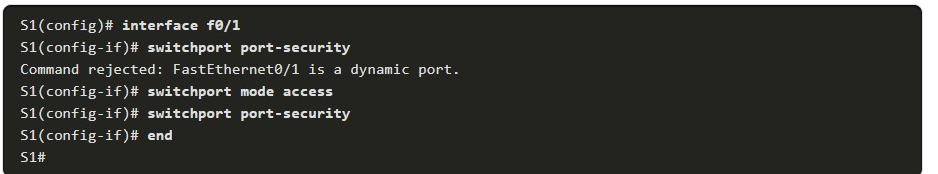 S1(config)# interface f0/1
S1(config-if)# switchport port-security
Command rejected: FastEthernet0/1 is a dynamic port.
S1(config-if)# switchport mode access
S1(config-if)# switchport port-security
S1(config-if)# end
S1#